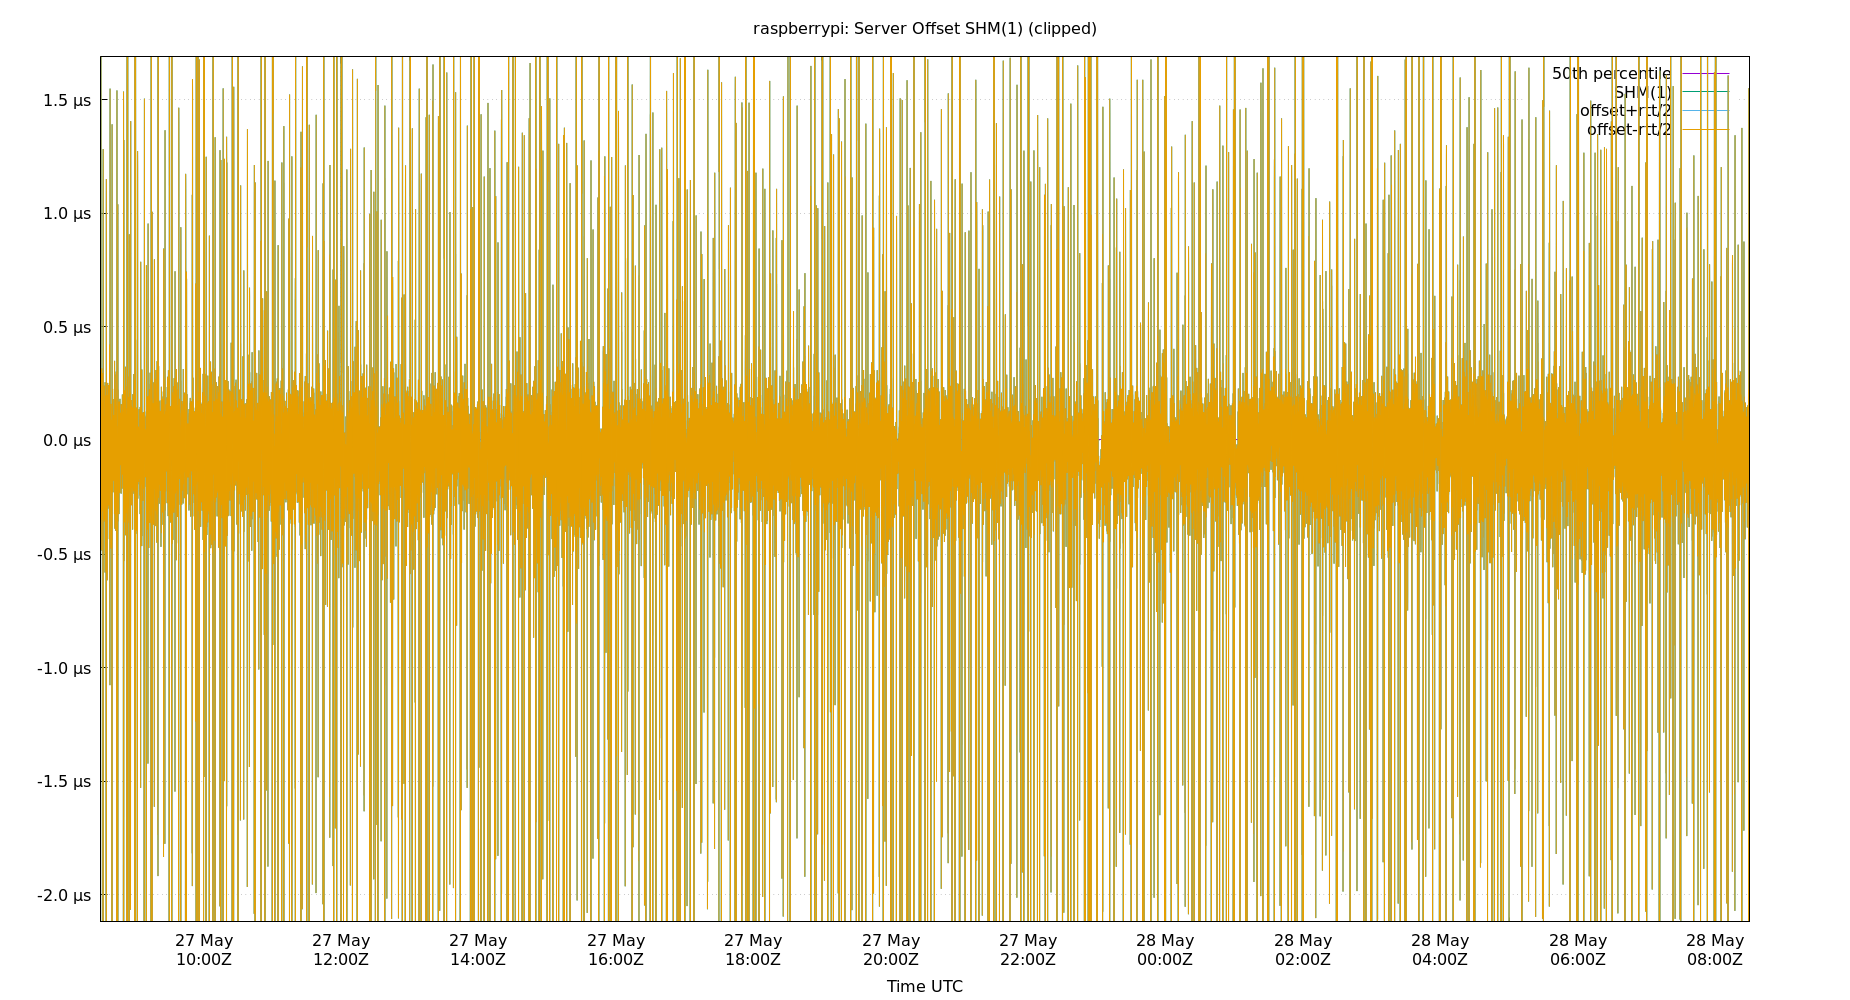 raspberrypi: Server Offset SHM(1) (clipped)
50th percentile
SHM(1)
offset+rtt/2
offset-rtt/2
1.5 µs
1.0 µs
0.5 µs
0.0 µs
-0.5 µs
-1.0 µs
-1.5 µs
-2.0 µs
27 May 27 May 27 May 27 May 27 May 27 May 27 May 28 May 28 May 28 May 28 May 28 May
10:00Z 12:00Z 14:00Z 16:00Z 18:00Z 20:00Z 22:00Z 00:00Z 02:00Z 04:00Z 06:00Z 08:00Z
Time UTC